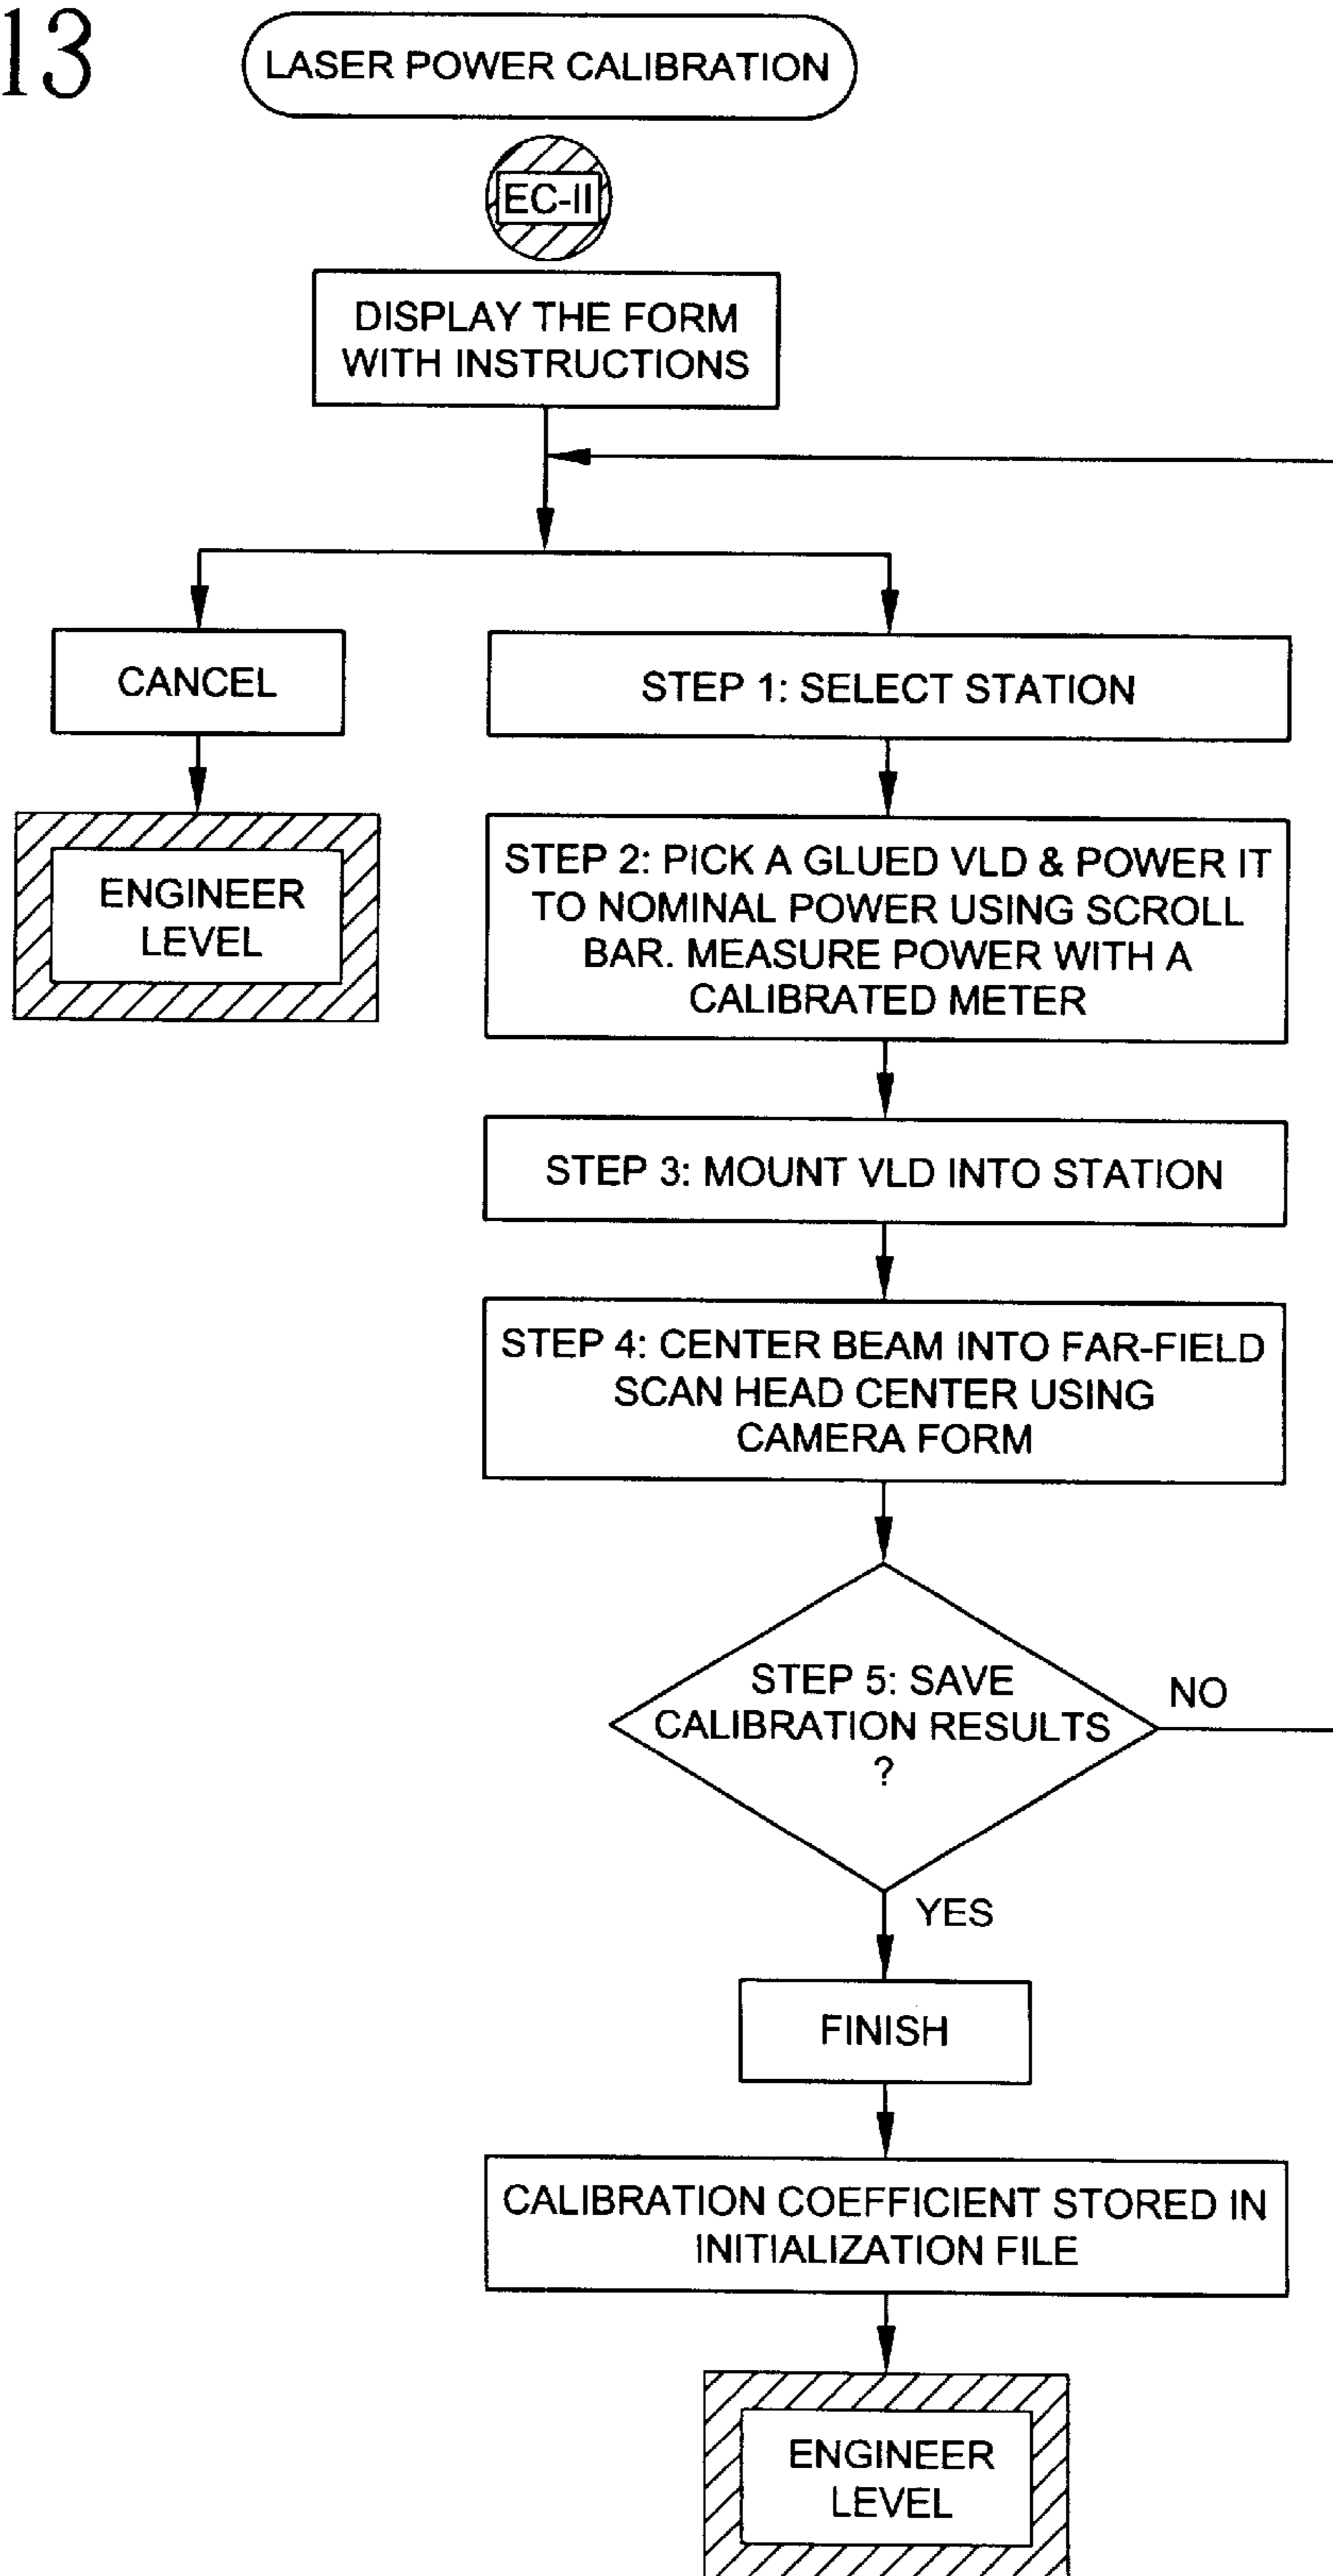 13
LASER POWER CALIBRATION
EC-II
DISPLAY THE FORM
WITH INSTRUCTIONS
CANCEL
ENGINEER
LEVEL
STEP 1: SELECT STATION
STEP 2: PICK A GLUED VLD & POWER IT
TO NOMINAL POWER USING SCROLL
BAR. MEASURE POWER WITH A
CALIBRATED METER
STEP 3: MOUNT VLD INTO STATION
STEP 4: CENTER BEAM INTO FAR-FIELD
SCAN HEAD CENTER USING
CAMERA FORM
STEP 5: SAVE
CALIBRATION RESULTS
?
NO
YES
FINISH
CALIBRATION COEFFICIENT STORED IN
INITIALIZATION FILE
ENGINEER
LEVEL